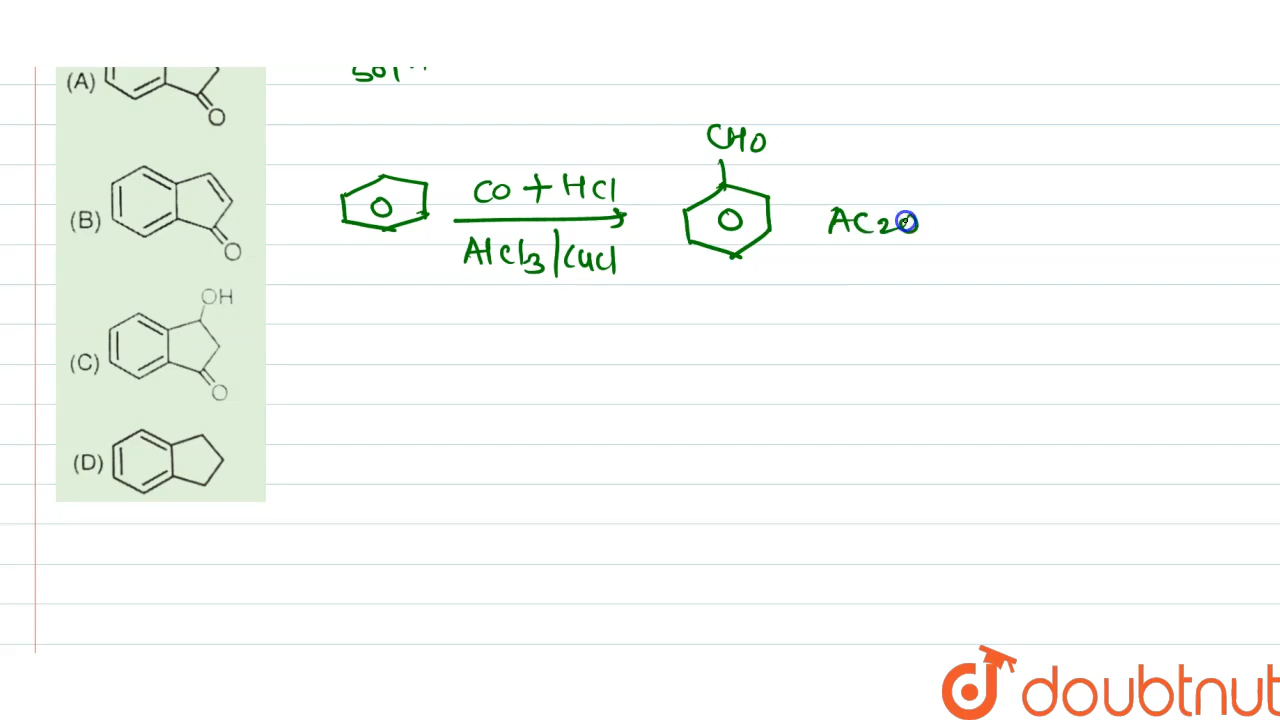 (A)
O
CHO
CO + HCl
AlCl3 | CuCl
AC2O
(B)
O
OH
(C)
O
(D)
doubtnut